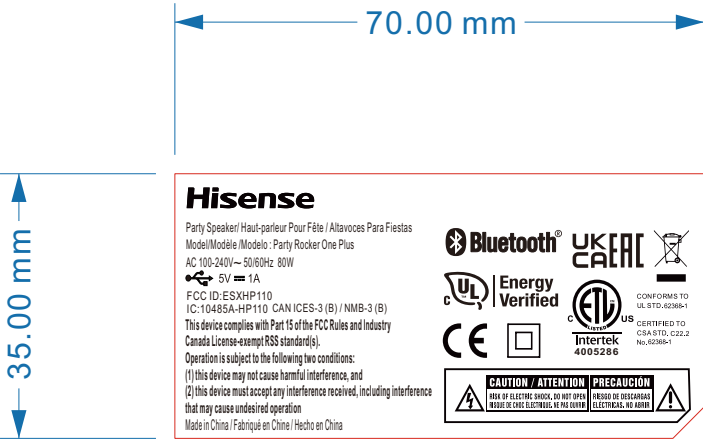 70.00 mm
35.00 mm
Hisense
Party Speaker/ Haut-parleur Pour Fête / Altavoces Para Fiestas
Model/Modèle /Modelo : Party Rocker One Plus
AC 100-240V~ 50/60Hz 80W
5V ⎓ 1A
FCC ID:ESXHP110
IC:10485A-HP110 CAN ICES-3 (B) / NMB-3 (B)
This device complies with Part 15 of the FCC Rules and Industry
Canada License-exempt RSS standard(s).
Operation is subject to the following two conditions:
(1) this device may not cause harmful interference, and
(2) this device must accept any interference received, including interference
that may cause undesired operation
Made in China / Fabriqué en Chine / Hecho en China
Bluetooth®
UK
CA
EAC
C UL
Energy
Verified
CE
C ETL US
LISTED
Intertek
4005286
CONFORMS TO
UL STD.62368-1
CERTIFIED TO
CSA STD, C22.2
No.62368-1
CAUTION / ATTENTION
RISK OF ELECTRIC SHOCK, DO NOT OPEN
RISQUE DE CHOC ELECTRIQUE, NE PAS OUVRIR
PRECAUCIÓN
RIESGO DE DESCARGAS
ELECTRICAS. NO ABRIR